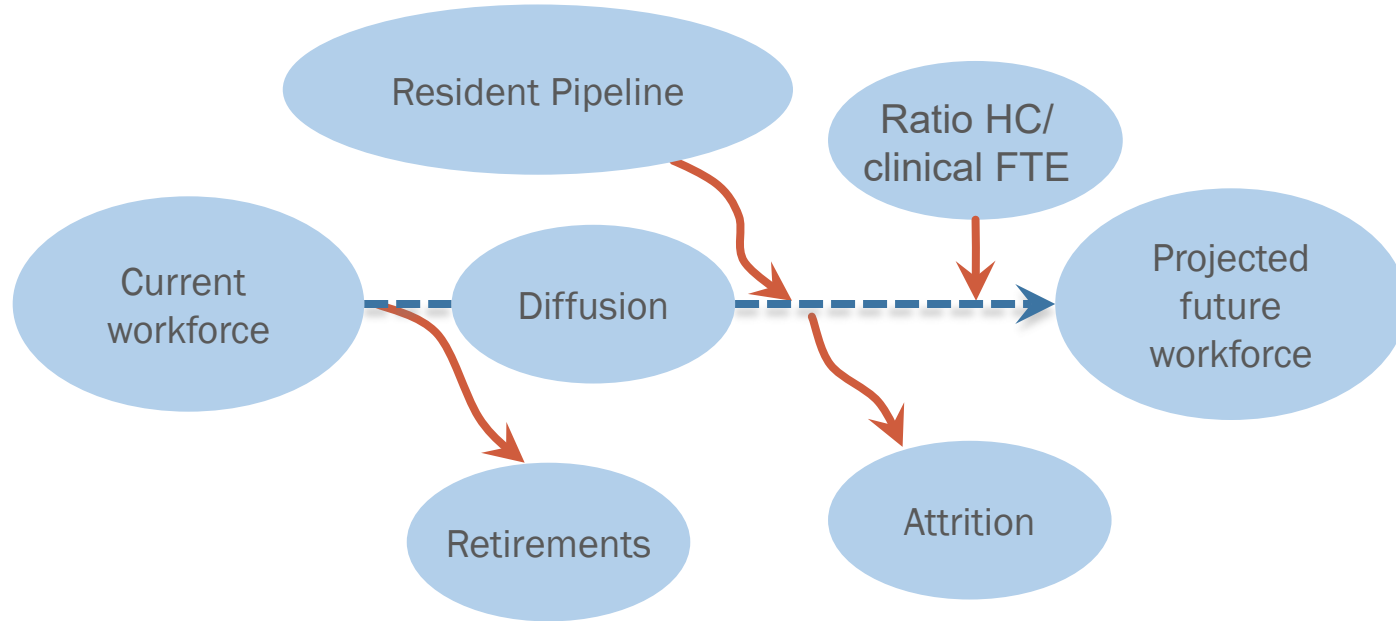 Resident Pipeline
Ratio HC/
clinical FTE
Current
workforce
Diffusion
Projected
future
workforce
Retirements
Attrition